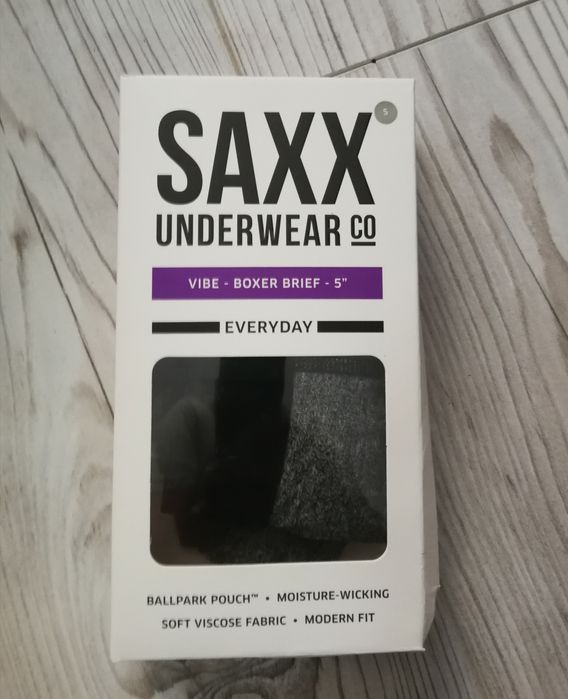 S
SAXX
UNDERWEAR CO
VIBE - BOXER BRIEF - 5"
EVERYDAY
BALLPARK POUCH™ • MOISTURE-WICKING
SOFT VISCOSE FABRIC • MODERN FIT